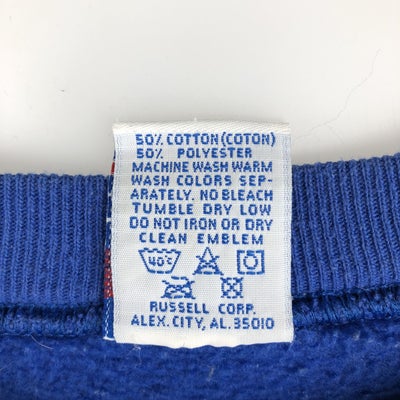 50% COTTON (COTON)
50% POLYESTER
MACHINE WASH WARM
WASH COLORS SEP-
ARATELY. NO BLEACH
TUMBLE DRY LOW
DO NOT IRON OR DRY
CLEAN EMBLEM
40°C
RUSSELL CORP.
ALEX. CITY, AL. 35010